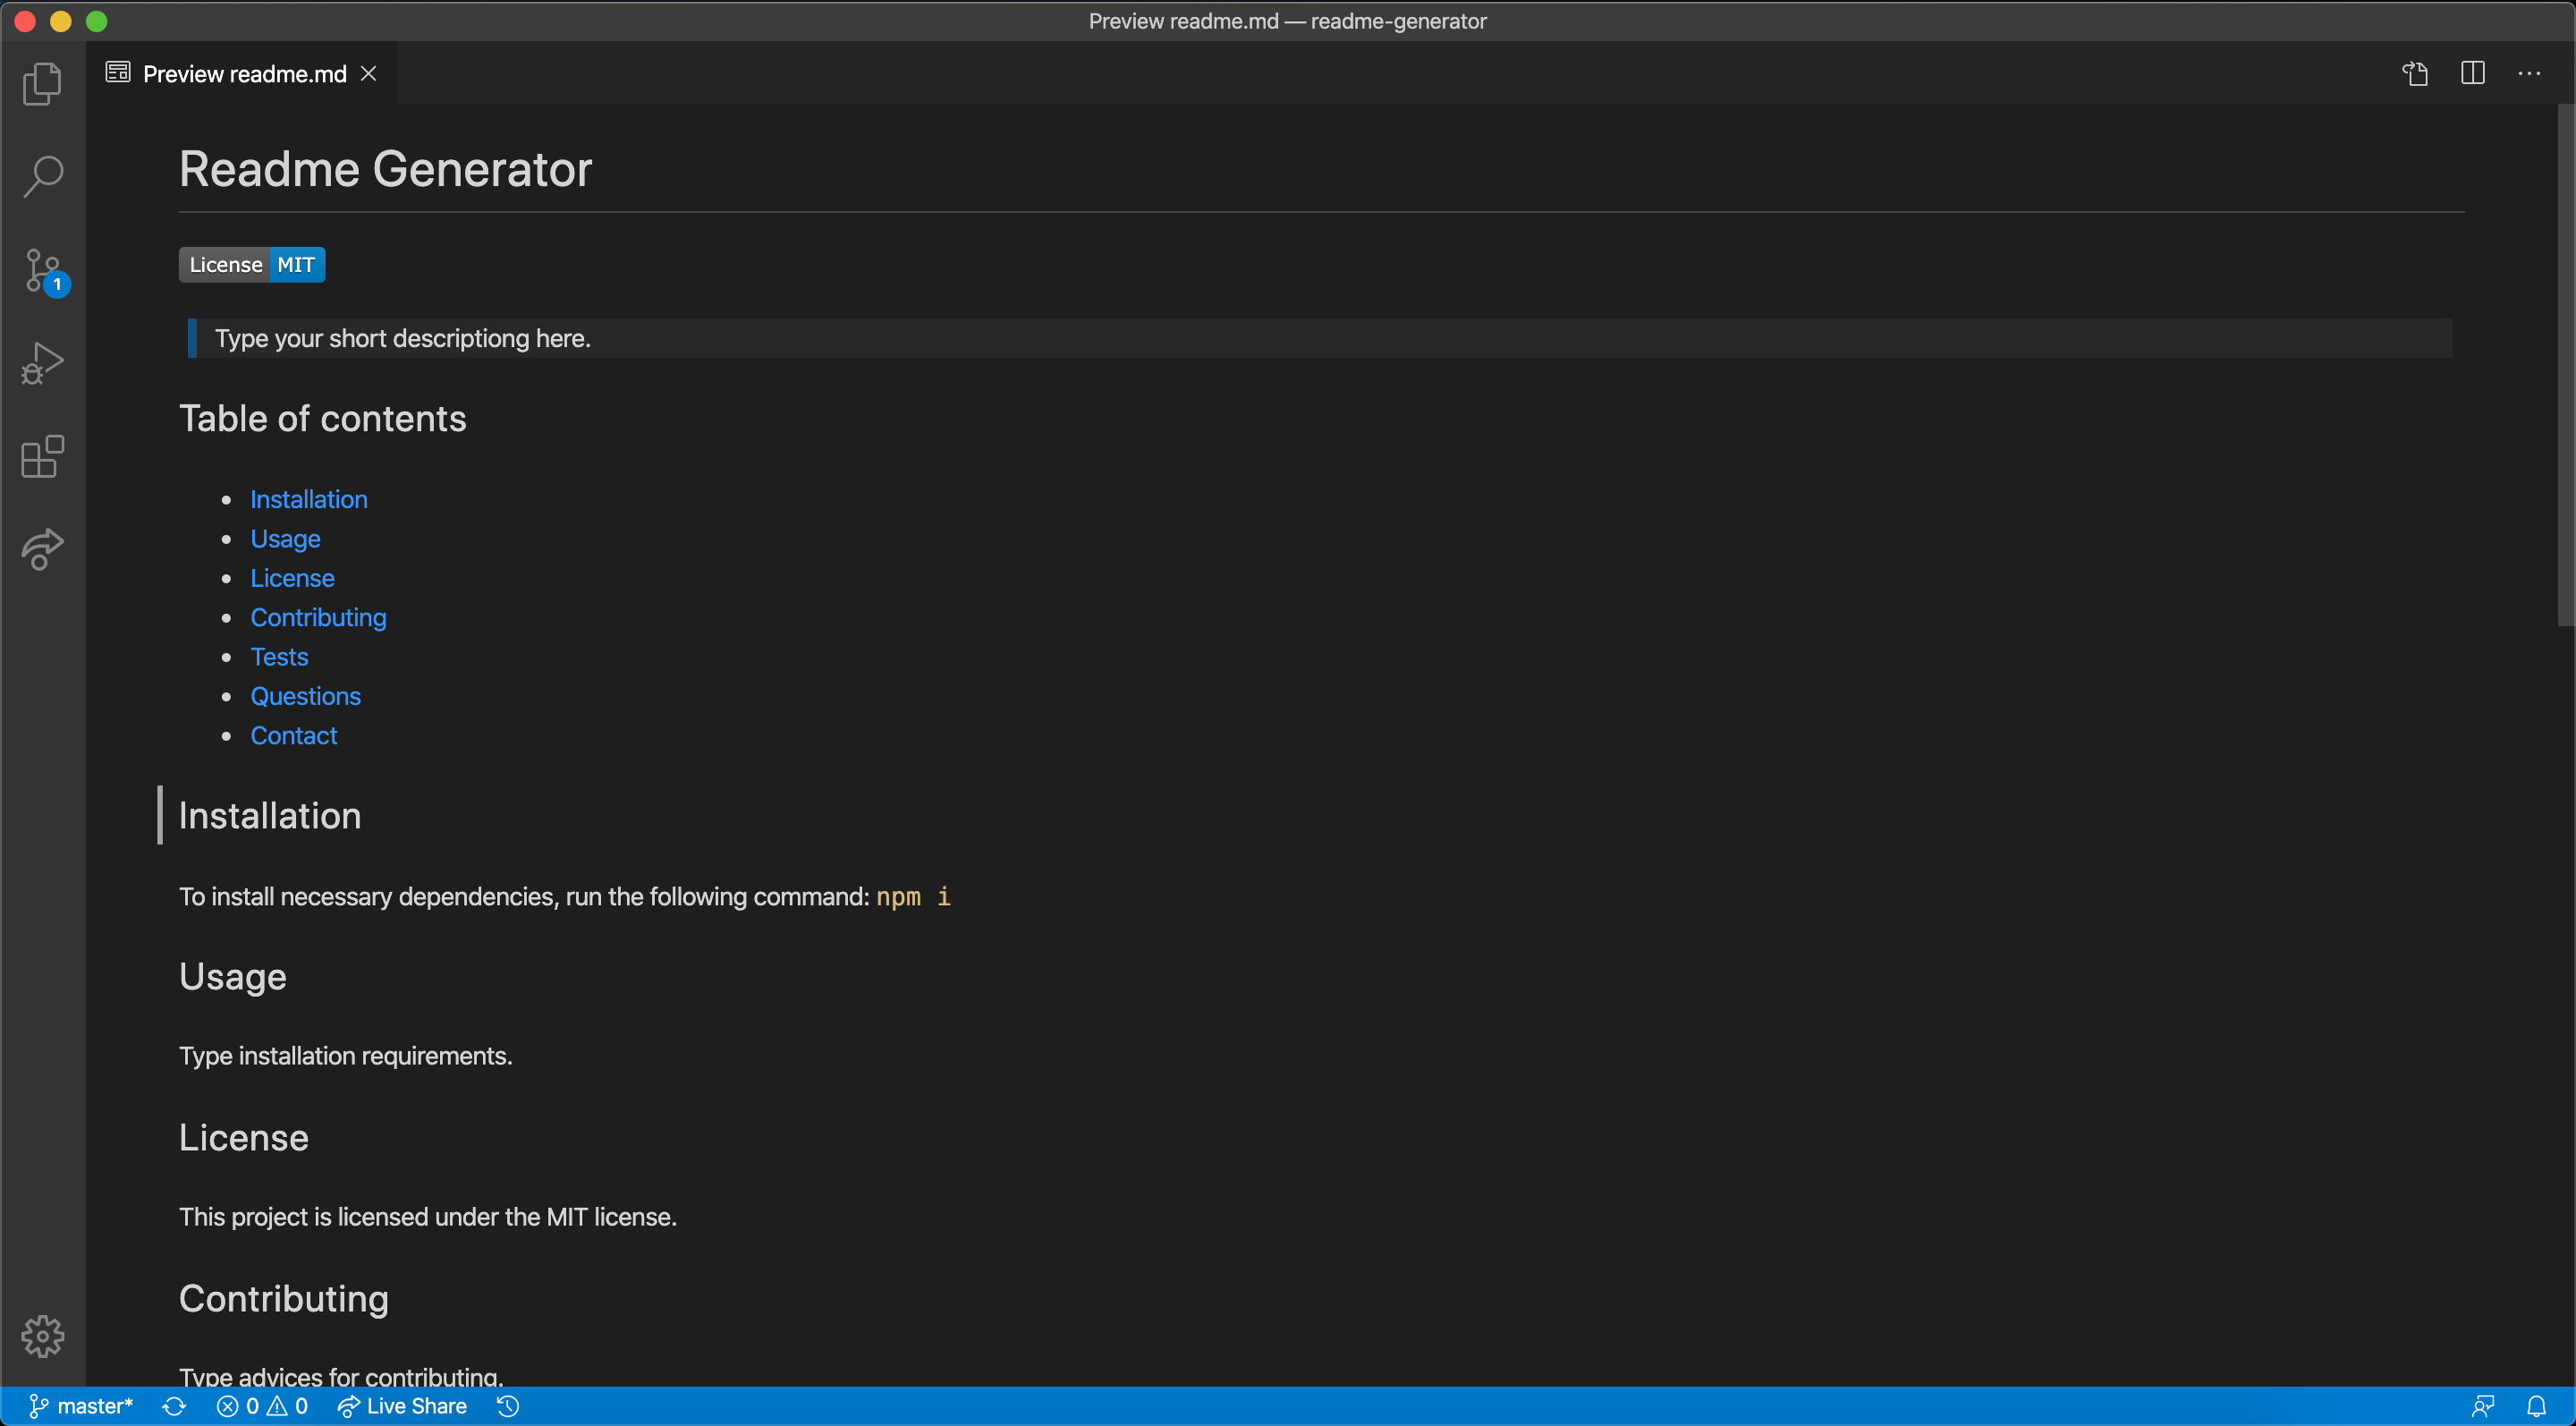 Preview readme.md — readme-generator
Preview readme.md
Readme Generator
License MIT
Type your short descriptiong here.
Table of contents
• Installation
• Usage
• License
• Contributing
• Tests
• Questions
• Contact
Installation
To install necessary dependencies, run the following command: npm i
Usage
Type installation requirements.
License
This project is licensed under the MIT license.
Contributing
Type advices for contributing.
1
master* 0 0 Live Share